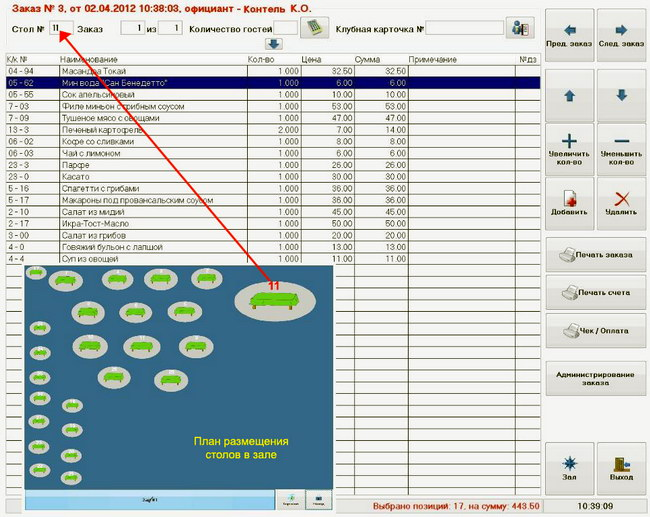 Заказ № 3, от 02.04.2012 10:38:03, официант - Контель К.О.
Стол № 11 Заказ 1 из 1 Количество гостей Клубная карточка №
К/к № Наименование Кол-во Цена Сумма Примечание №дз
04 - 94 Масандра Токай 1.000 32.50 32.50
05 - 62 Мин.вода "Сан Бенедетто" 1.000 6.00 6.00
05 - 55 Сок апельсиновый 1.000 10.00 10.00
7 - 03 Филе миньон с грибным соусом 1.000 53.00 53.00
7 - 09 Тушеное мясо с овощами 1.000 47.00 47.00
13 - 3 Печеный картофель 2.000 7.00 14.00
06 - 02 Кофе со сливками 1.000 8.00 8.00
06 - 03 Чай с лимоном 1.000 6.00 6.00
23 - 3 Парфе 1.000 26.00 26.00
23 - 0 Касато 1.000 30.00 30.00
5 - 16 Спагетти с грибами 1.000 36.00 36.00
5 - 17 Макароны под провансальским соусом 1.000 36.00 36.00
2 - 10 Салат из мидий 1.000 45.00 45.00
2 - 17 Икра-Тост-Масло 1.000 50.00 50.00
3 - 00 Салат из грибов 1.000 20.00 20.00
4 - 0 Говяжий бульон с лапшой 1.000 13.00 13.00
4 - 4 Суп из овощей 1.000 11.00 11.00
11
План размещения
столов в зале
Выбрано позиций: 17, на сумму: 443.50
Пред. заказ След. заказ
Увеличить кол-во Уменьшить кол-во
Добавить Удалить
Печать заказа
Печать счета
Чек / Оплата
Администрирование
заказа
Зал Выход
10:39:09